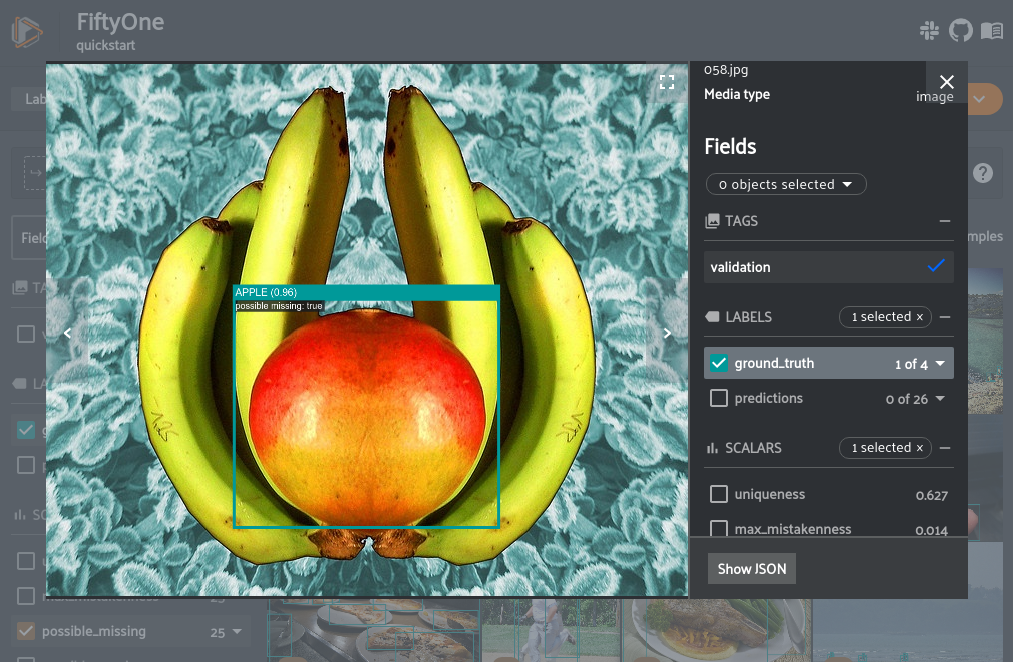 FiftyOne
quickstart
Lab
Field
TA
LA
SC
possible_missing 25
mples
?
APPLE (0.96)
possible missing: true
058.jpg
Media type
image
Fields
0 objects selected
TAGS
validation
LABELS 1 selected x
ground_truth 1 of 4
predictions 0 of 26
SCALARS 1 selected x
uniqueness 0.627
max_mistakenness 0.014
Show JSON